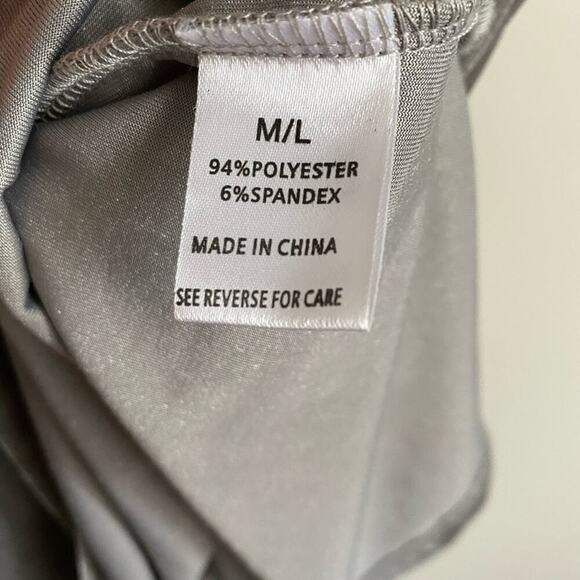 M/L
94%POLYESTER
6%SPANDEX
MADE IN CHINA
SEE REVERSE FOR CARE